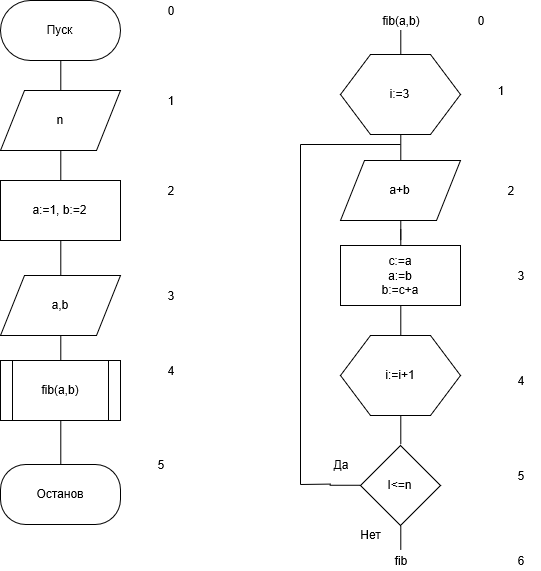 Пуск
0
n
1
a:=1, b:=2
2
a,b
3
fib(a,b)
4
5
Останов
fib(a,b)
0
i:=3
1
a+b
2
c:=a
a:=b
b:=c+a
3
i:=i+1
4
Да
I<=n
5
Нет
fib
6